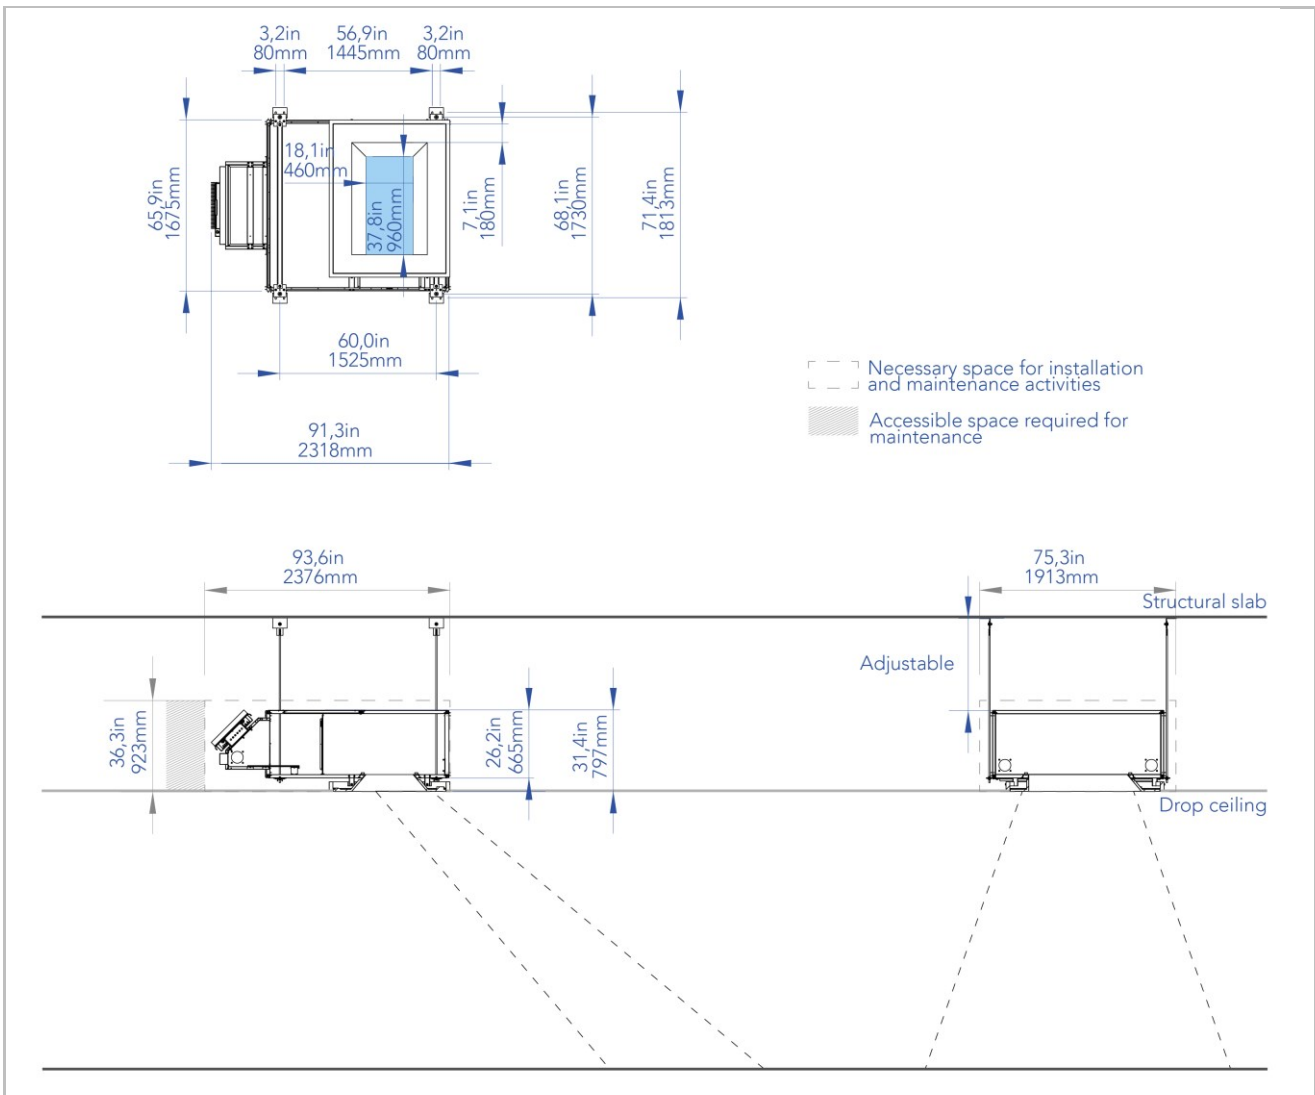 3,2in
80mm
56,9in
1445mm
3,2in
80mm
65,9in
1675mm
18,1in
460mm
37,8in
960mm
7,1in
180mm
68,1in
1730mm
71,4in
1813mm
60,0in
1525mm
91,3in
2318mm
Necessary space for installation
and maintenance activities
Accessible space required for
maintenance
93,6in
2376mm
75,3in
1913mm
Structural slab
Adjustable
36,3in
923mm
26,2in
665mm
31,4in
797mm
Drop ceiling